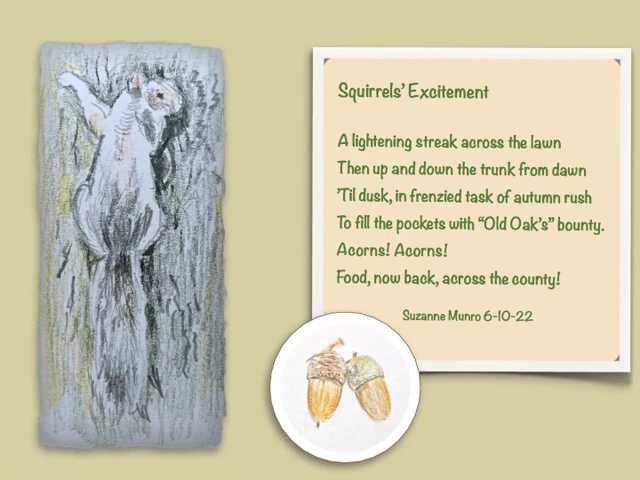 Squirrels' Excitement
A lightening streak across the lawn
Then up and down the trunk from dawn
'Til dusk, in frenzied task of autumn rush
To fill the pockets with “Old Oak's” bounty.
Acorns! Acorns!
Food, now back, across the county!
Suzanne Munro 6-10-22